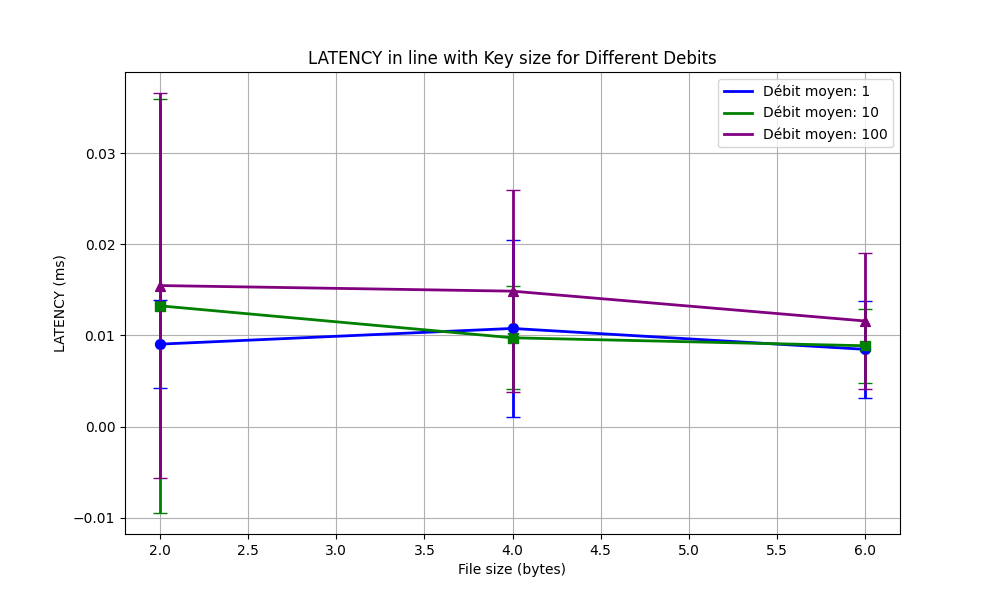 LATENCY in line with Key size for Different Debits
Débit moyen: 1
Débit moyen: 10
Débit moyen: 100
LATENCY (ms)
0.03
0.02
0.01
0.00
−0.01
2.0 2.5 3.0 3.5 4.0 4.5 5.0 5.5 6.0
File size (bytes)